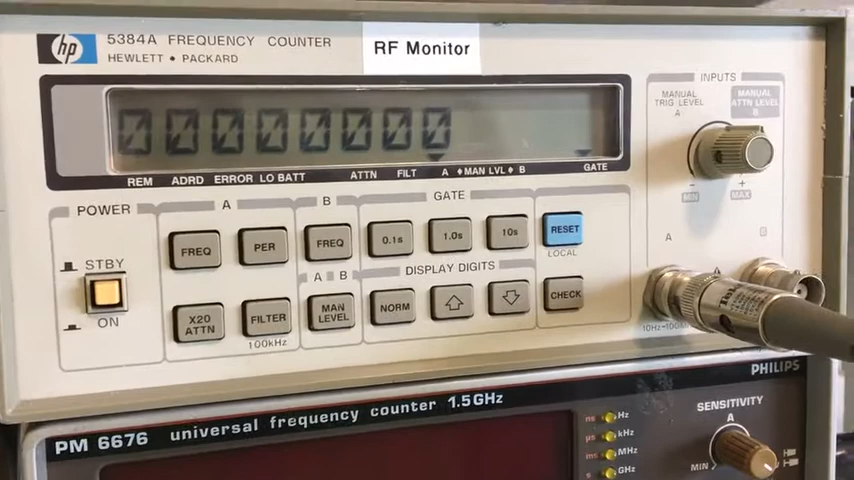 hp
5384A FREQUENCY COUNTER
HEWLETT • PACKARD
RF Monitor
INPUTS
MANUAL TRIG LEVEL A
MANUAL ATTN LEVEL B
REM ADRD ERROR LO BATT ATTN FILT A ♦MAN LVL♦ B GATE
POWER
A
B
GATE
FREQ
PER
FREQ
0.1s
1.0s
10s
RESET
LOCAL
− +
MIN MAX
STBY
ON
A B
DISPLAY DIGITS
X20 ATTN
FILTER
100kHz
MAN LEVEL
NORM
CHECK
A
B
PHILIPS
PM 6676 universal frequency counter 1.5GHz
ns Hz
µs kHz
ms MHz
s GHz
SENSITIVITY
A
MIN